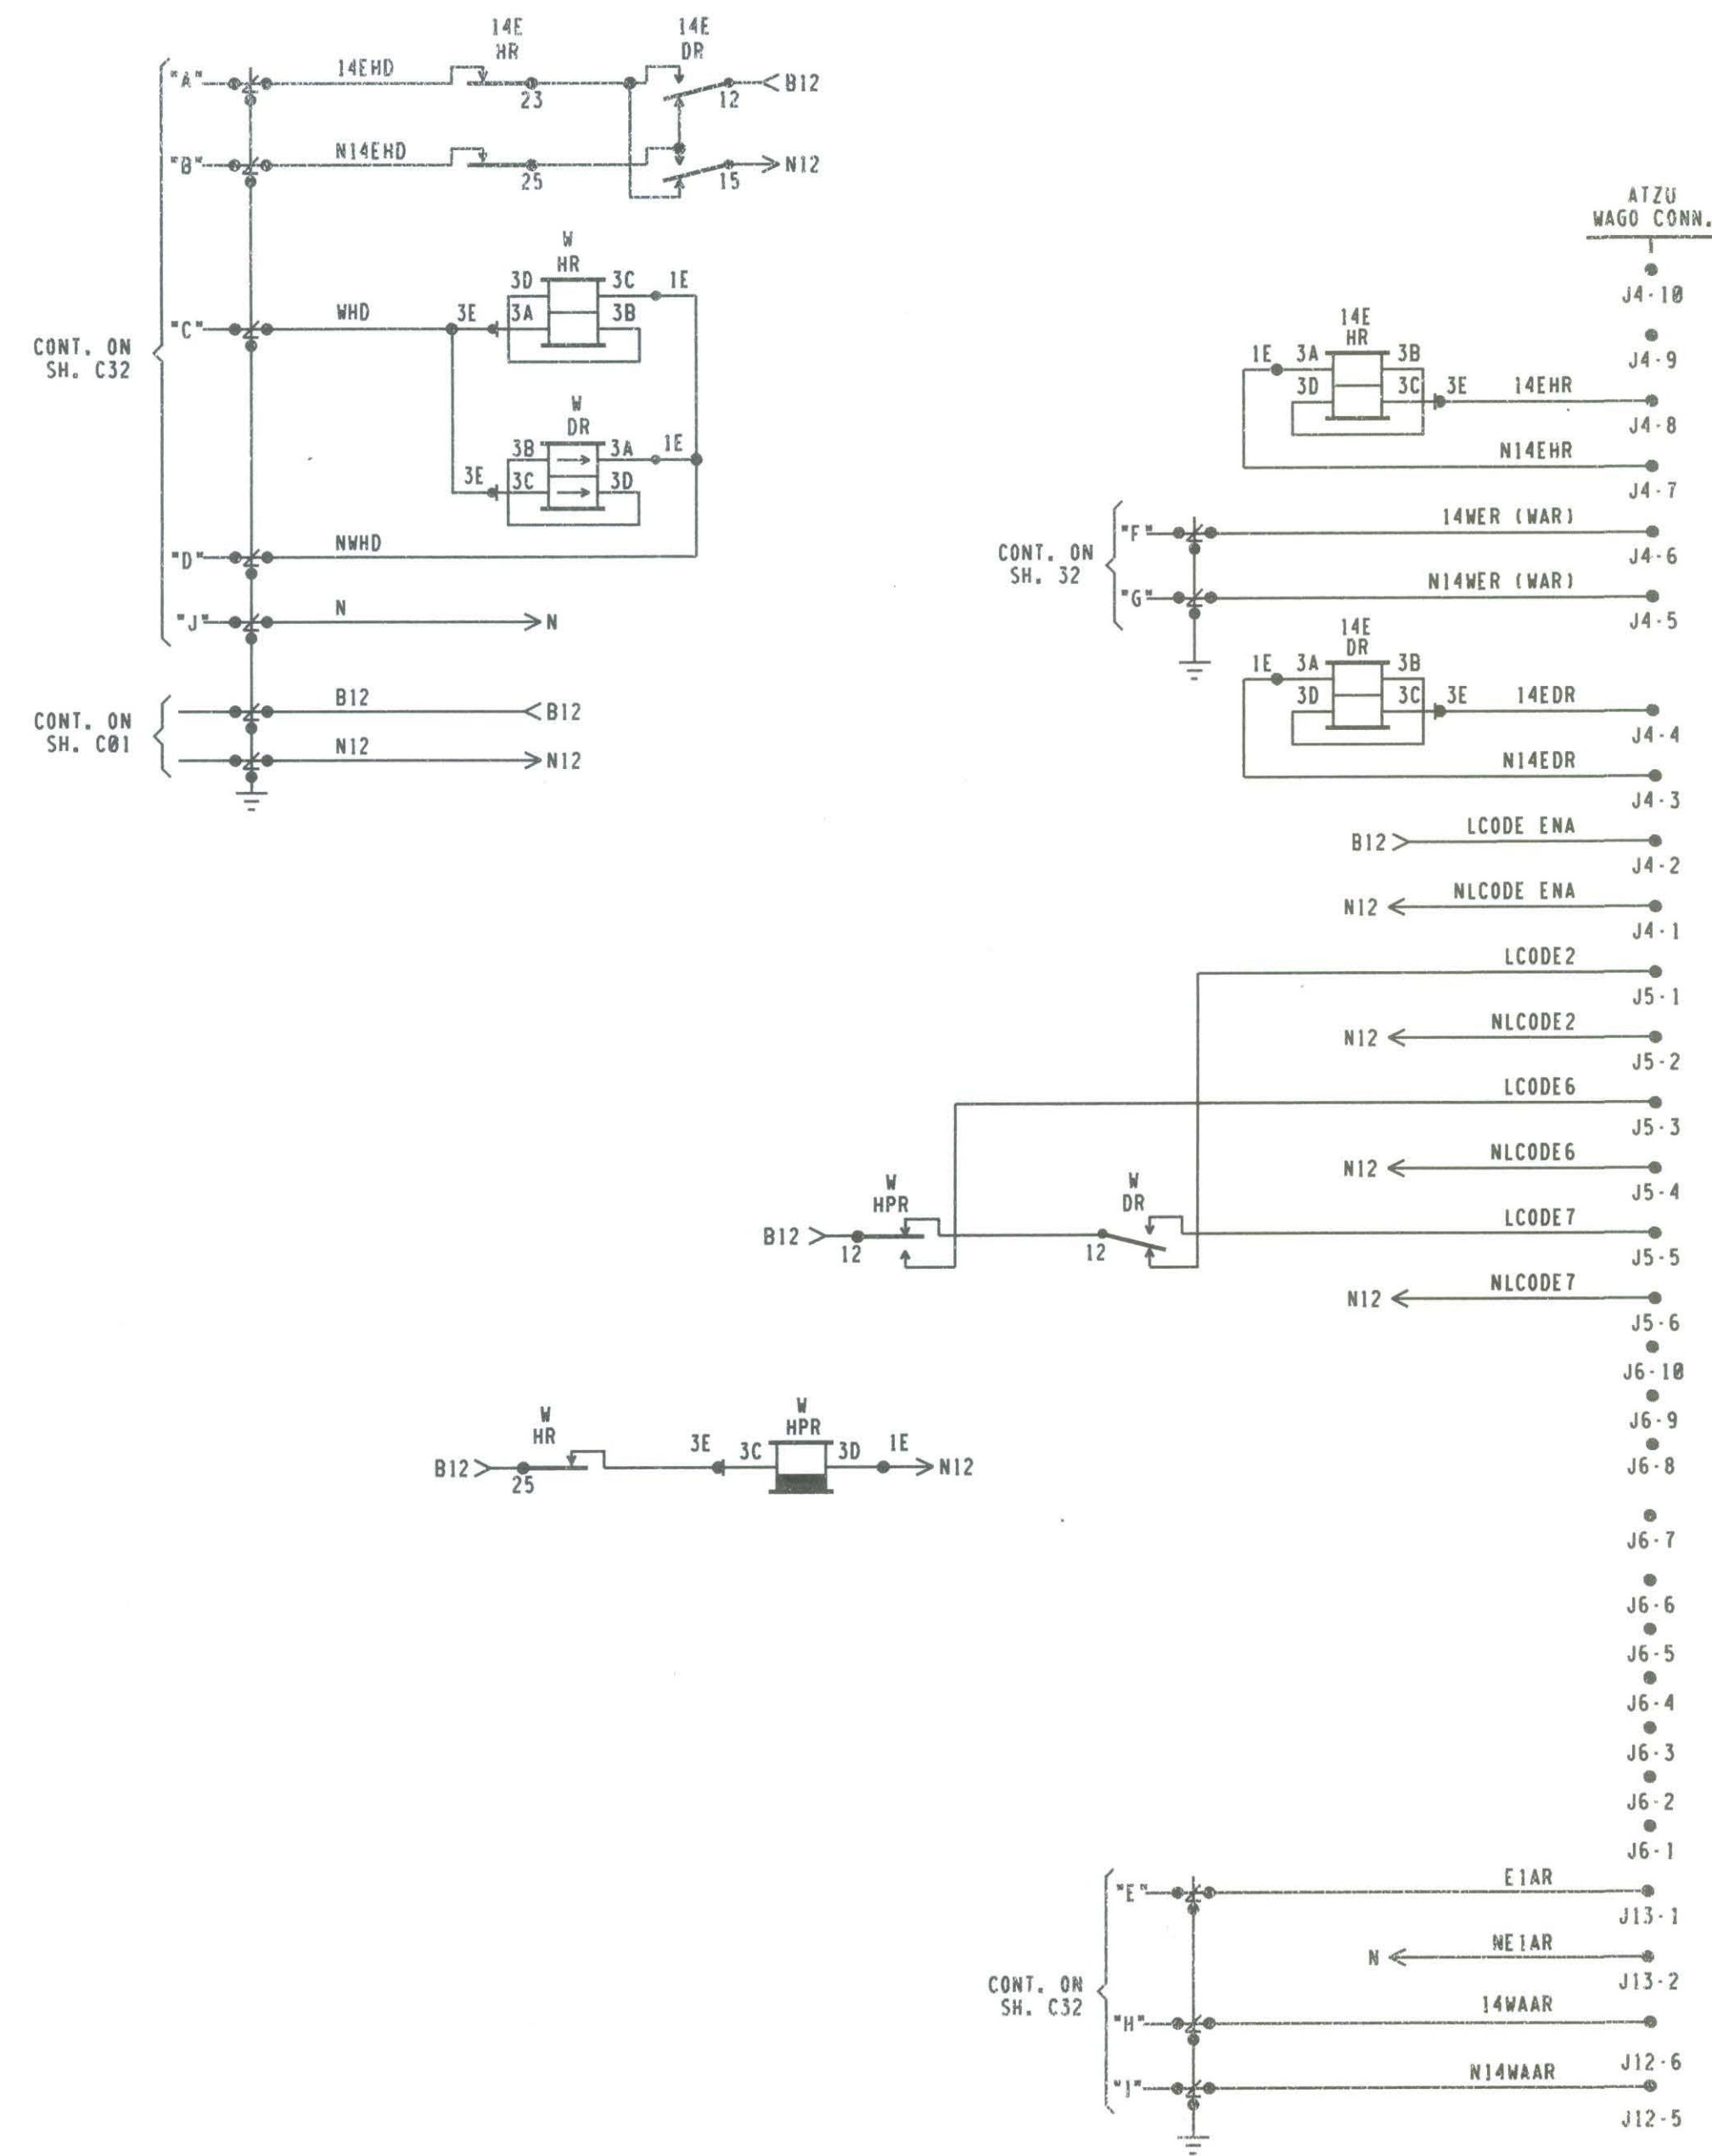 14E
HR
14E
DR
"A"
14EHD
23
12
B12
"B"
N14EHD
25
15
N12
W
HR
3D
3C
1E
"C"
WHD
3E
3A
3B
CONT. ON
SH. C32
W
DR
3B
3A
1E
3E
3C
3D
"D"
NWHD
"J"
N
N
CONT. ON
SH. C01
B12
B12
N12
N12
ATZU
WAGO CONN.
J4-10
J4-9
14E
HR
1E
3A
3B
3D
3C
3E
14EHR
J4-8
N14EHR
J4-7
CONT. ON
SH. 32
"F"
14WER (WAR)
J4-6
"G"
N14WER (WAR)
J4-5
14E
DR
1E
3A
3B
3D
3C
3E
14EDR
J4-4
N14EDR
J4-3
B12
LCODE ENA
J4-2
N12
NLCODE ENA
J4-1
LCODE2
J5-1
N12
NLCODE2
J5-2
LCODE6
J5-3
N12
NLCODE6
J5-4
W
HPR
W
DR
B12
12
12
LCODE7
J5-5
N12
NLCODE7
J5-6
J6-10
J6-9
J6-8
W
HR
W
HPR
B12
25
3E
3C
3D
1E
N12
J6-7
J6-6
J6-5
J6-4
J6-3
J6-2
J6-1
CONT. ON
SH. C32
"E"
E1AR
J13-1
N
NE1AR
J13-2
"H"
14WAAR
J12-6
"I"
N14WAAR
J12-5